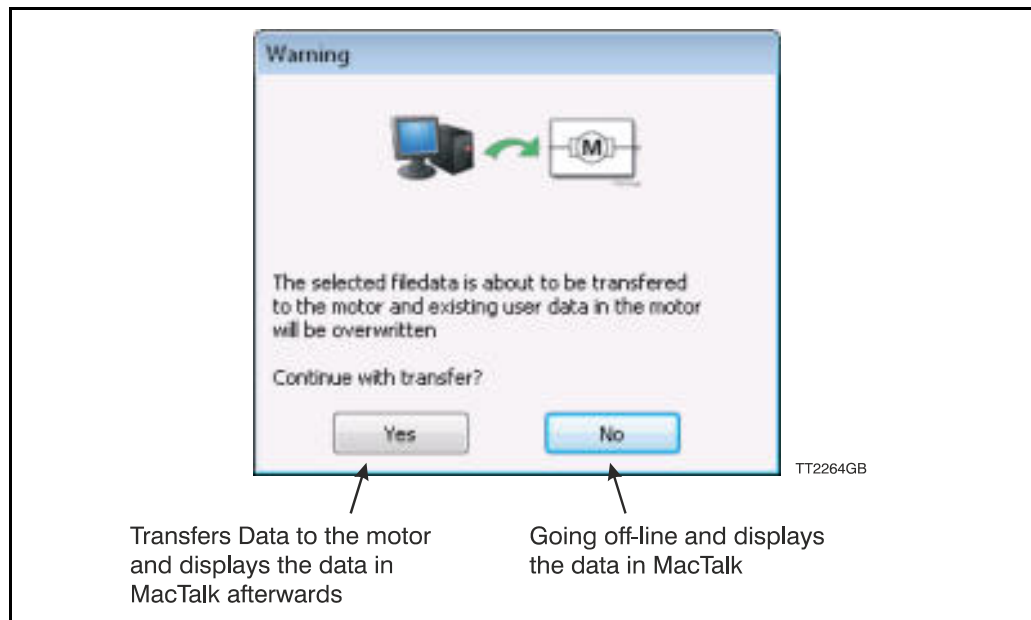 Warning
M
The selected filedata is about to be transfered
to the motor and existing user data in the motor
will be overwritten
Continue with transfer?
Yes
No
TT2264GB
Transfers Data to the motor
and displays the data in
MacTalk afterwards
Going off-line and displays
the data in MacTalk